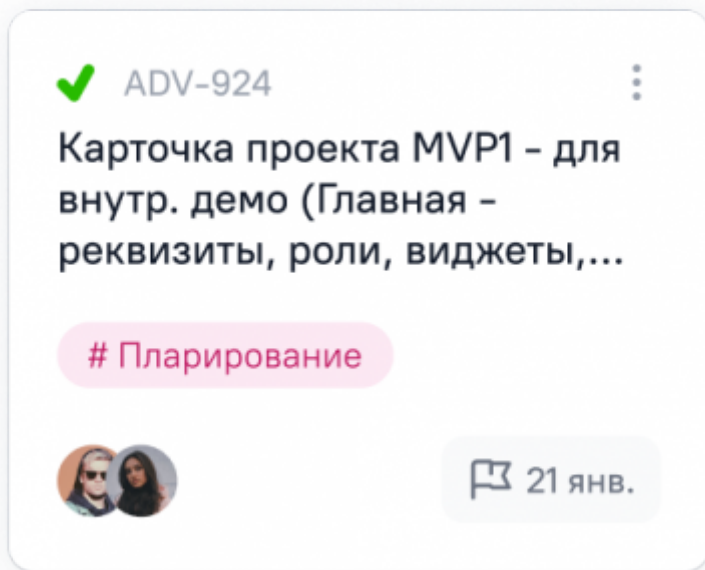 ADV-924
Карточка проекта MVP1 - для
внутр. демо (Главная -
реквизиты, роли, виджеты,...
# Пларирование
21 янв.